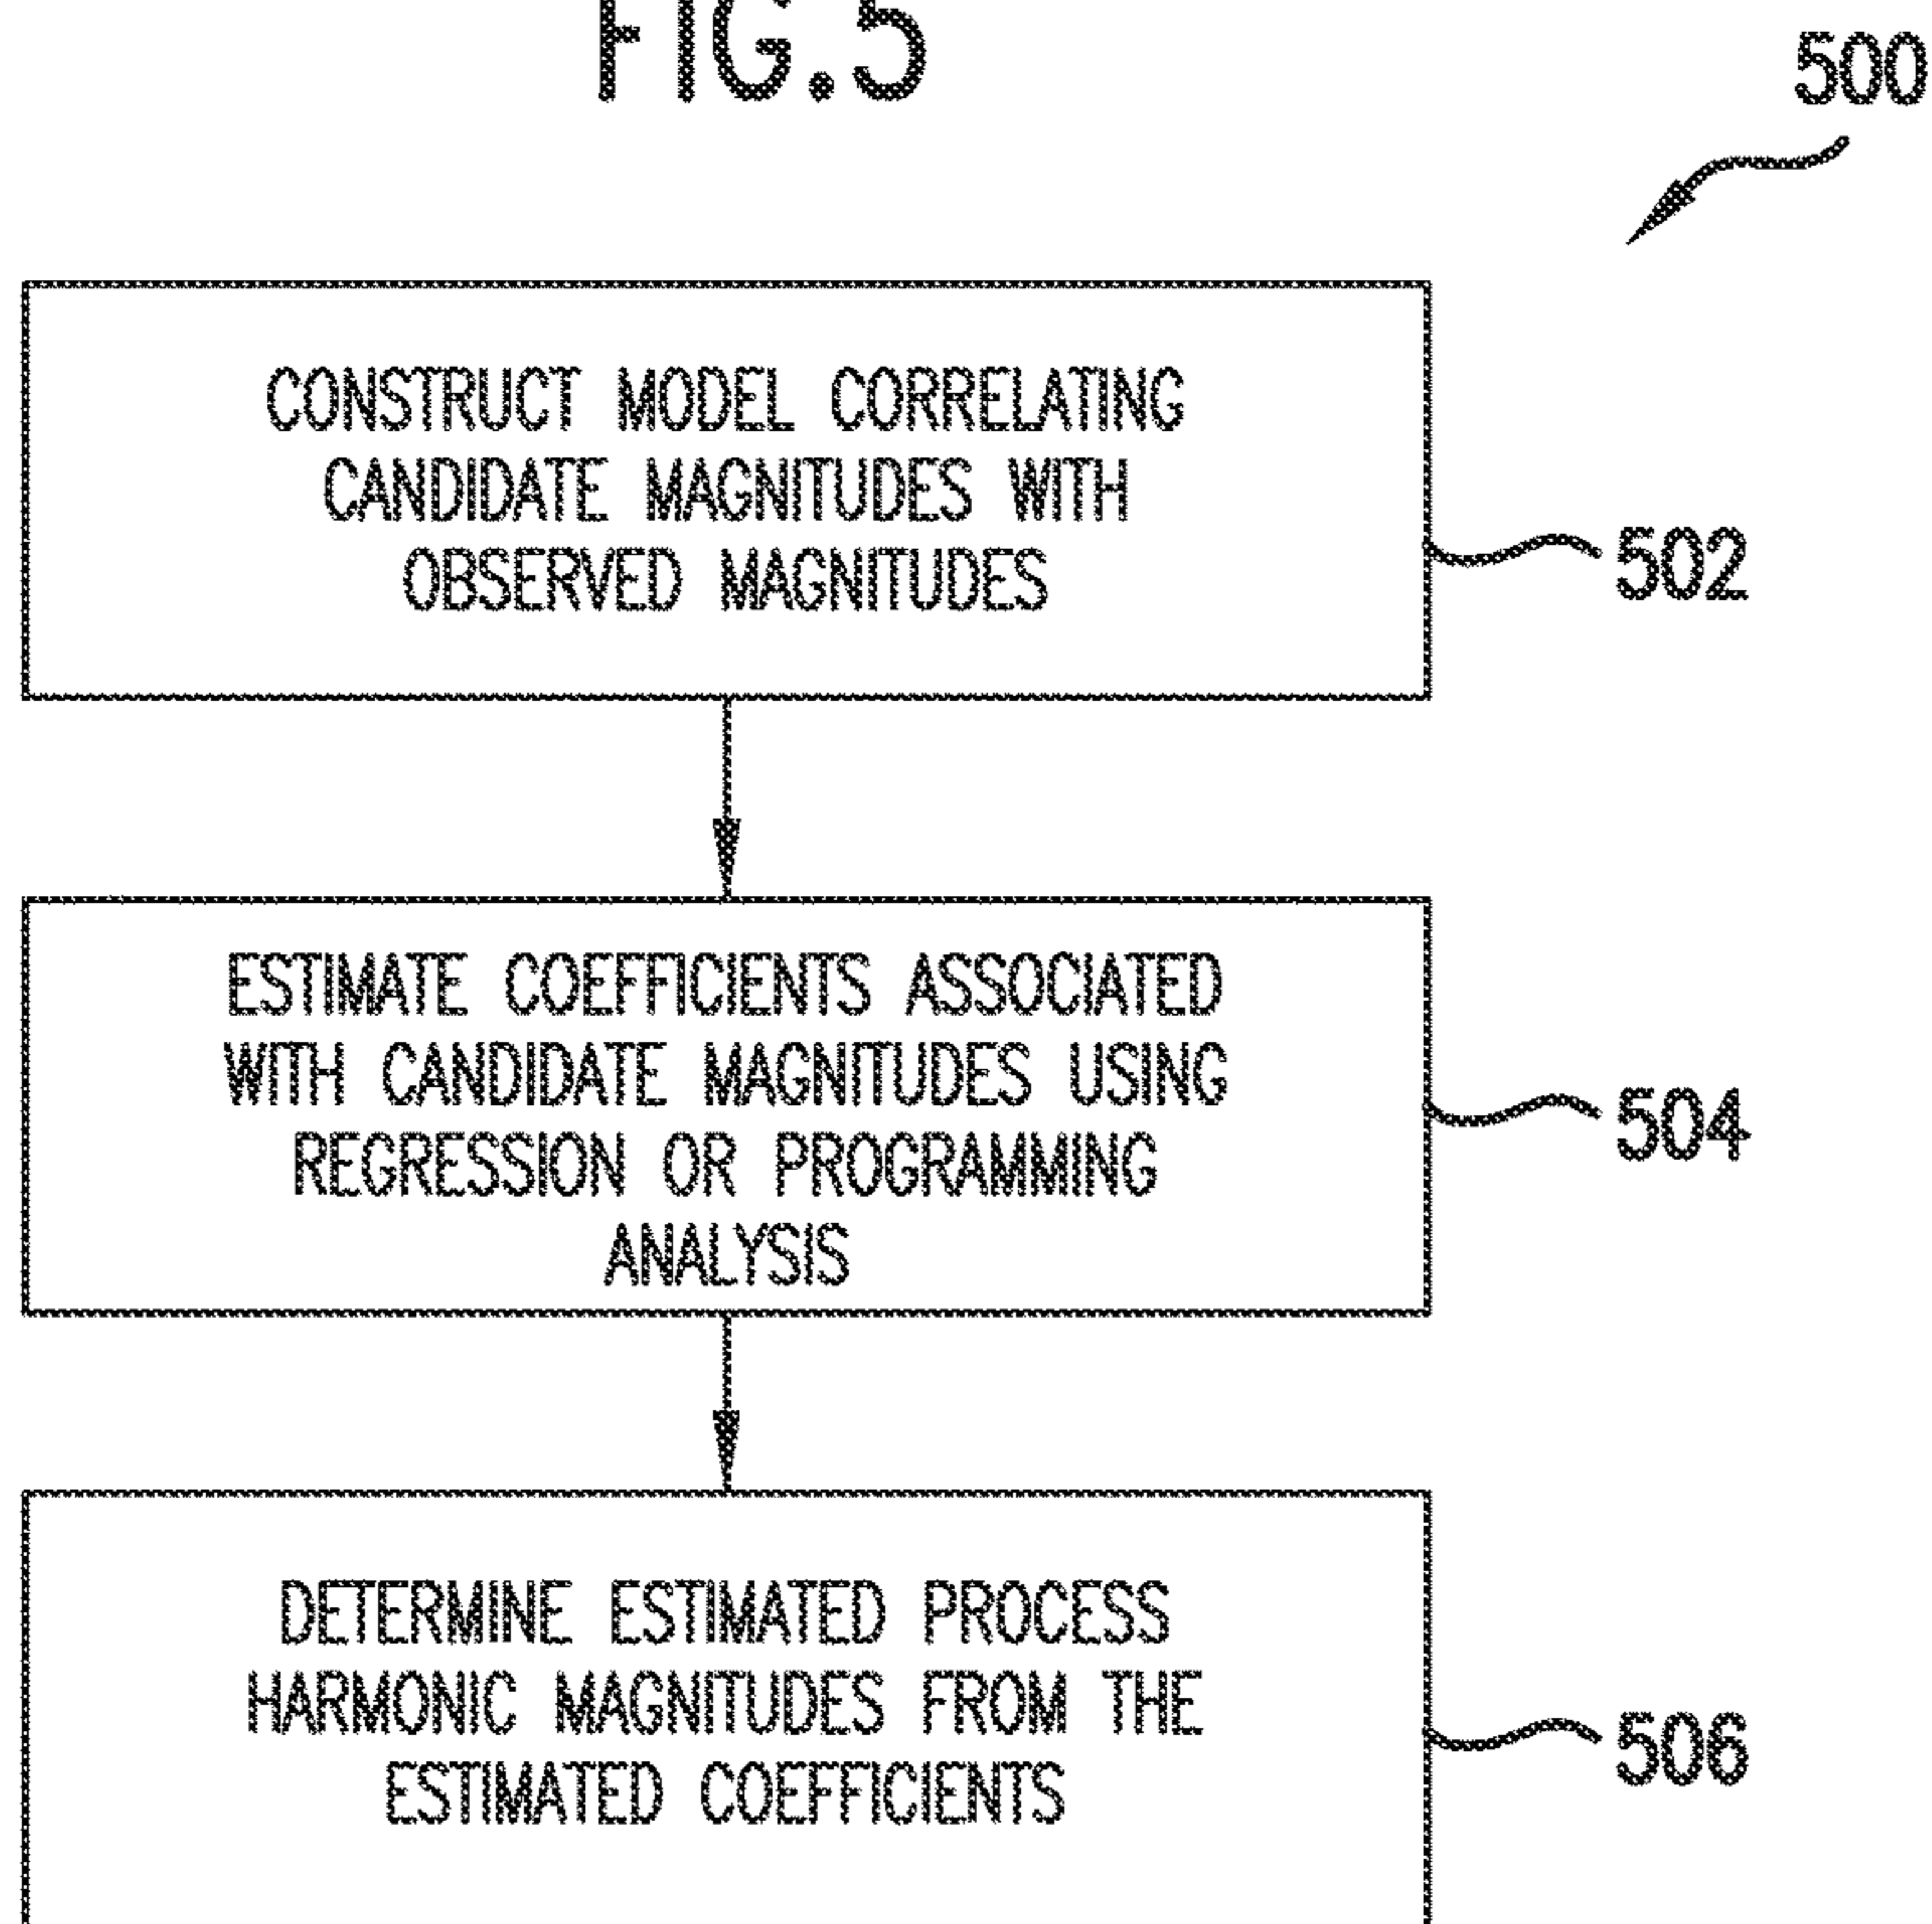 FIG.5
500
CONSTRUCT MODEL CORRELATING
CANDIDATE MAGNITUDES WITH
OBSERVED MAGNITUDES
502
ESTIMATE COEFFICIENTS ASSOCIATED
WITH CANDIDATE MAGNITUDES USING
REGRESSION OR PROGRAMMING
ANALYSIS
504
DETERMINE ESTIMATED PROCESS
HARMONIC MAGNITUDES FROM THE
ESTIMATED COEFFICIENTS
506